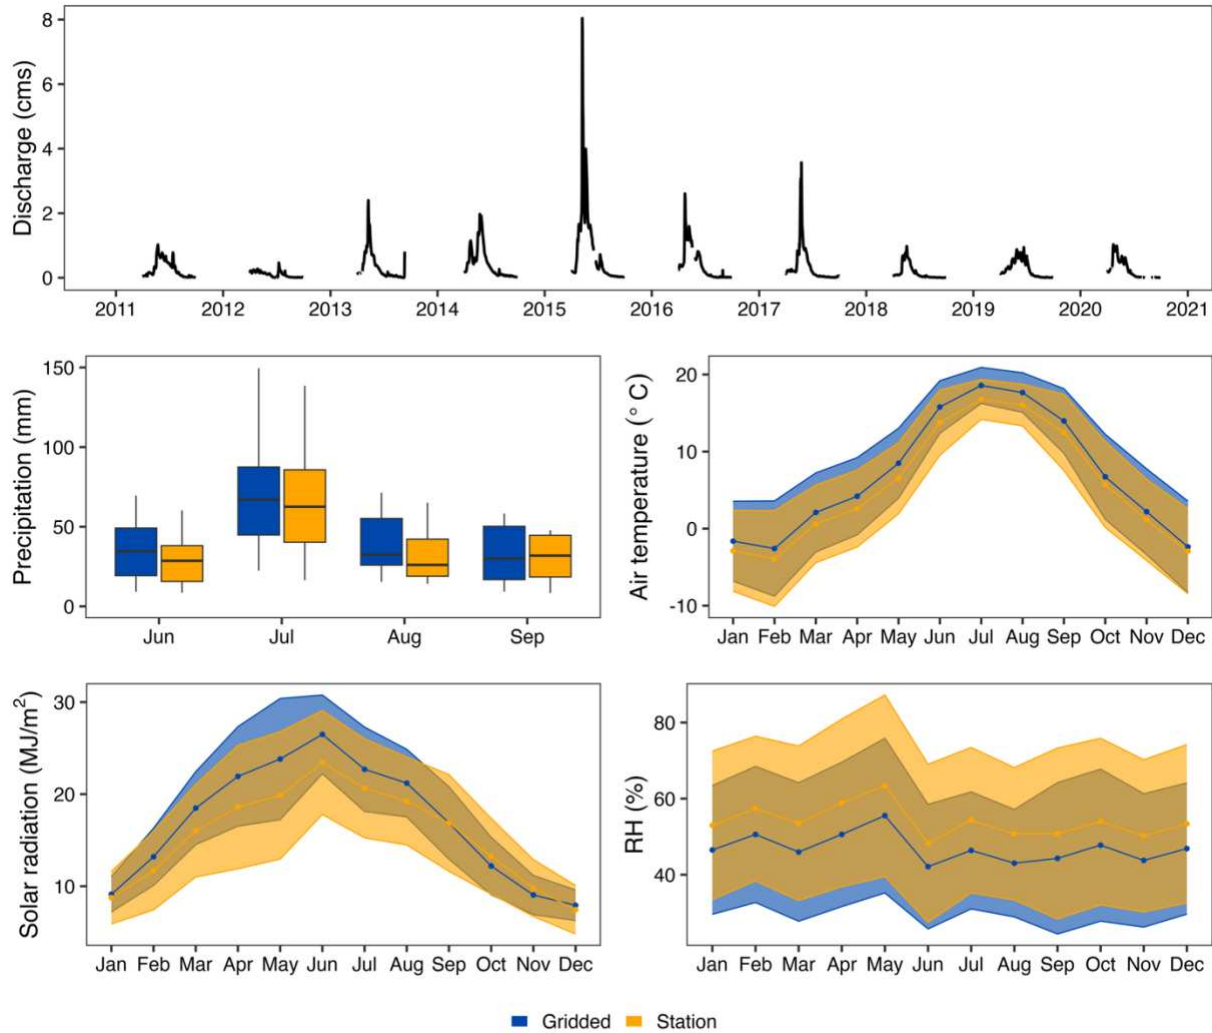 Discharge (cms)
8
6
4
2
0
2011 2012 2013 2014 2015 2016 2017 2018 2019 2020 2021
Precipitation (mm)
150
100
50
0
Jun Jul Aug Sep
Air temperature (° C)
20
10
0
-10
Jan Feb Mar Apr May Jun Jul Aug Sep Oct Nov Dec
Solar radiation (MJ/m²)
30
20
10
Jan Feb Mar Apr May Jun Jul Aug Sep Oct Nov Dec
RH (%)
80
60
40
Jan Feb Mar Apr May Jun Jul Aug Sep Oct Nov Dec
Gridded Station